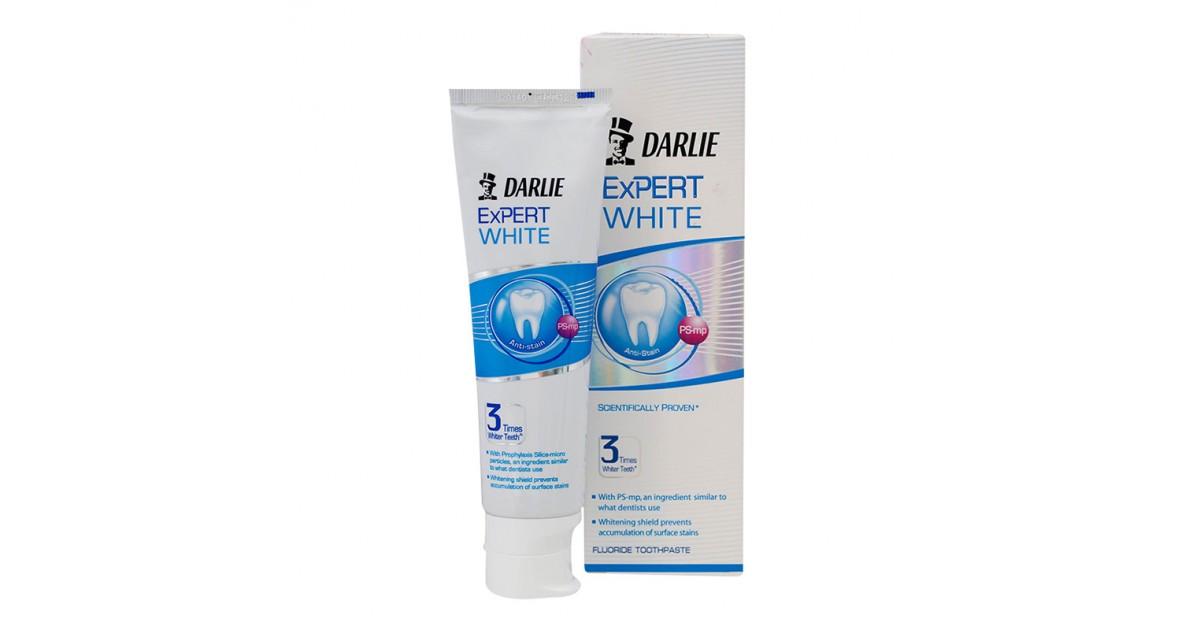 DARLIE
ExPERT
WHITE
PS-mp
Anti-stain
3 Times
Whiter Teeth^
With Prophylaxis Silica-micro
particles, an ingredient similar
to what dentists use
Whitening shield prevents
accumulation of surface stains
DARLIE
ExPERT
WHITE
PS-mp
Anti-Stain
SCIENTIFICALLY PROVEN*
3 Times
Whiter Teeth^
With PS-mp, an ingredient similar to
what dentists use
Whitening shield prevents
accumulation of surface stains
FLUORIDE TOOTHPASTE